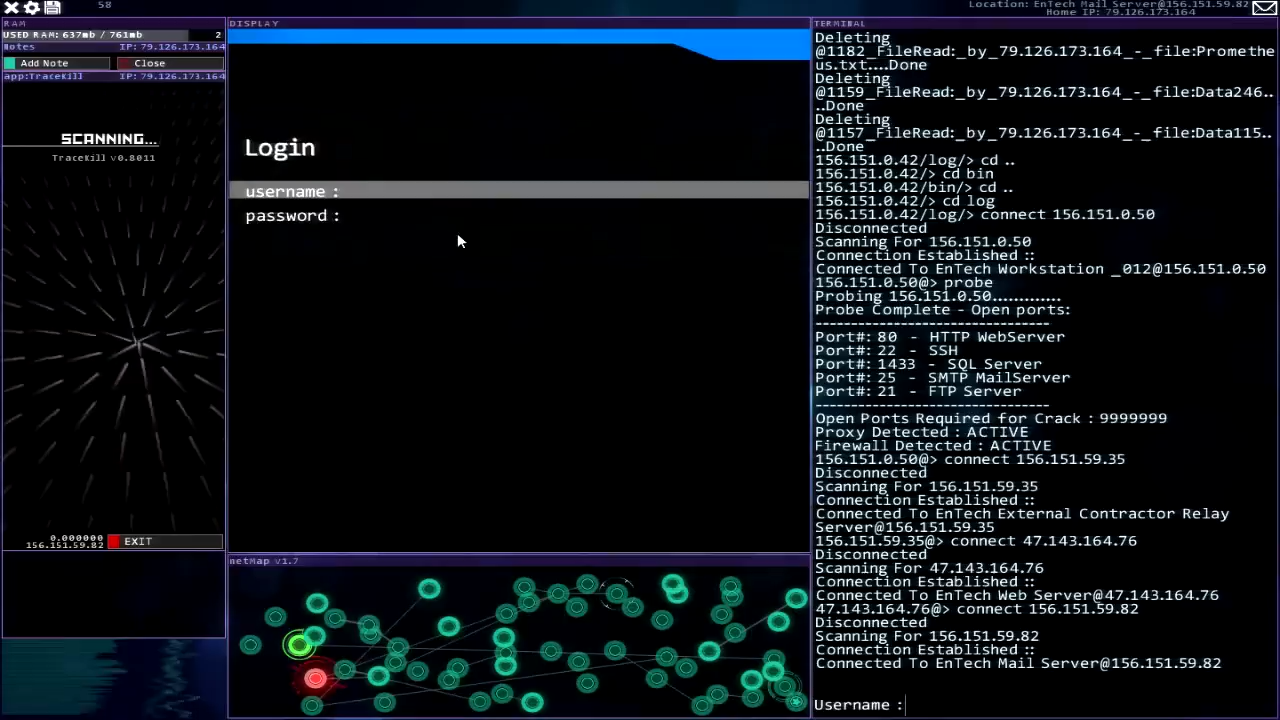 58
Location: EnTech Mail Server@156.151.59.82
Home IP: 79.126.173.164
RAM
USED RAM: 637mb / 761mb 2
Notes IP: 79.126.173.164
Add Note Close
app:TraceKill IP: 79.126.173.164
SCANNING...
TraceKill v0.8011
0.000000
156.151.59.82 EXIT
DISPLAY
Login
username :
password :
netMap v1.7
TERMINAL
Deleting
@1182_FileRead:_by_79.126.173.164_-_file:Promethe
us.txt....Done
Deleting
@1159_FileRead:_by_79.126.173.164_-_file:Data246..
..Done
Deleting
@1157_FileRead:_by_79.126.173.164_-_file:Data115..
..Done
156.151.0.42/log/> cd ..
156.151.0.42/> cd bin
156.151.0.42/bin/> cd ..
156.151.0.42/> cd log
156.151.0.42/log/> connect 156.151.0.50
Disconnected
Scanning For 156.151.0.50
Connection Established ::
Connected To EnTech Workstation _012@156.151.0.50
156.151.0.50@> probe
Probing 156.151.0.50.............
Probe Complete - Open ports:
---------------------------------
Port#: 80 - HTTP WebServer
Port#: 22 - SSH
Port#: 1433 - SQL Server
Port#: 25 - SMTP MailServer
Port#: 21 - FTP Server
---------------------------------
Open Ports Required for Crack : 9999999
Proxy Detected : ACTIVE
Firewall Detected : ACTIVE
156.151.0.50@> connect 156.151.59.35
Disconnected
Scanning For 156.151.59.35
Connection Established ::
Connected To EnTech External Contractor Relay
Server@156.151.59.35
156.151.59.35@> connect 47.143.164.76
Disconnected
Scanning For 47.143.164.76
Connection Established ::
Connected To EnTech Web Server@47.143.164.76
47.143.164.76@> connect 156.151.59.82
Disconnected
Scanning For 156.151.59.82
Connection Established ::
Connected To EnTech Mail Server@156.151.59.82
Username :